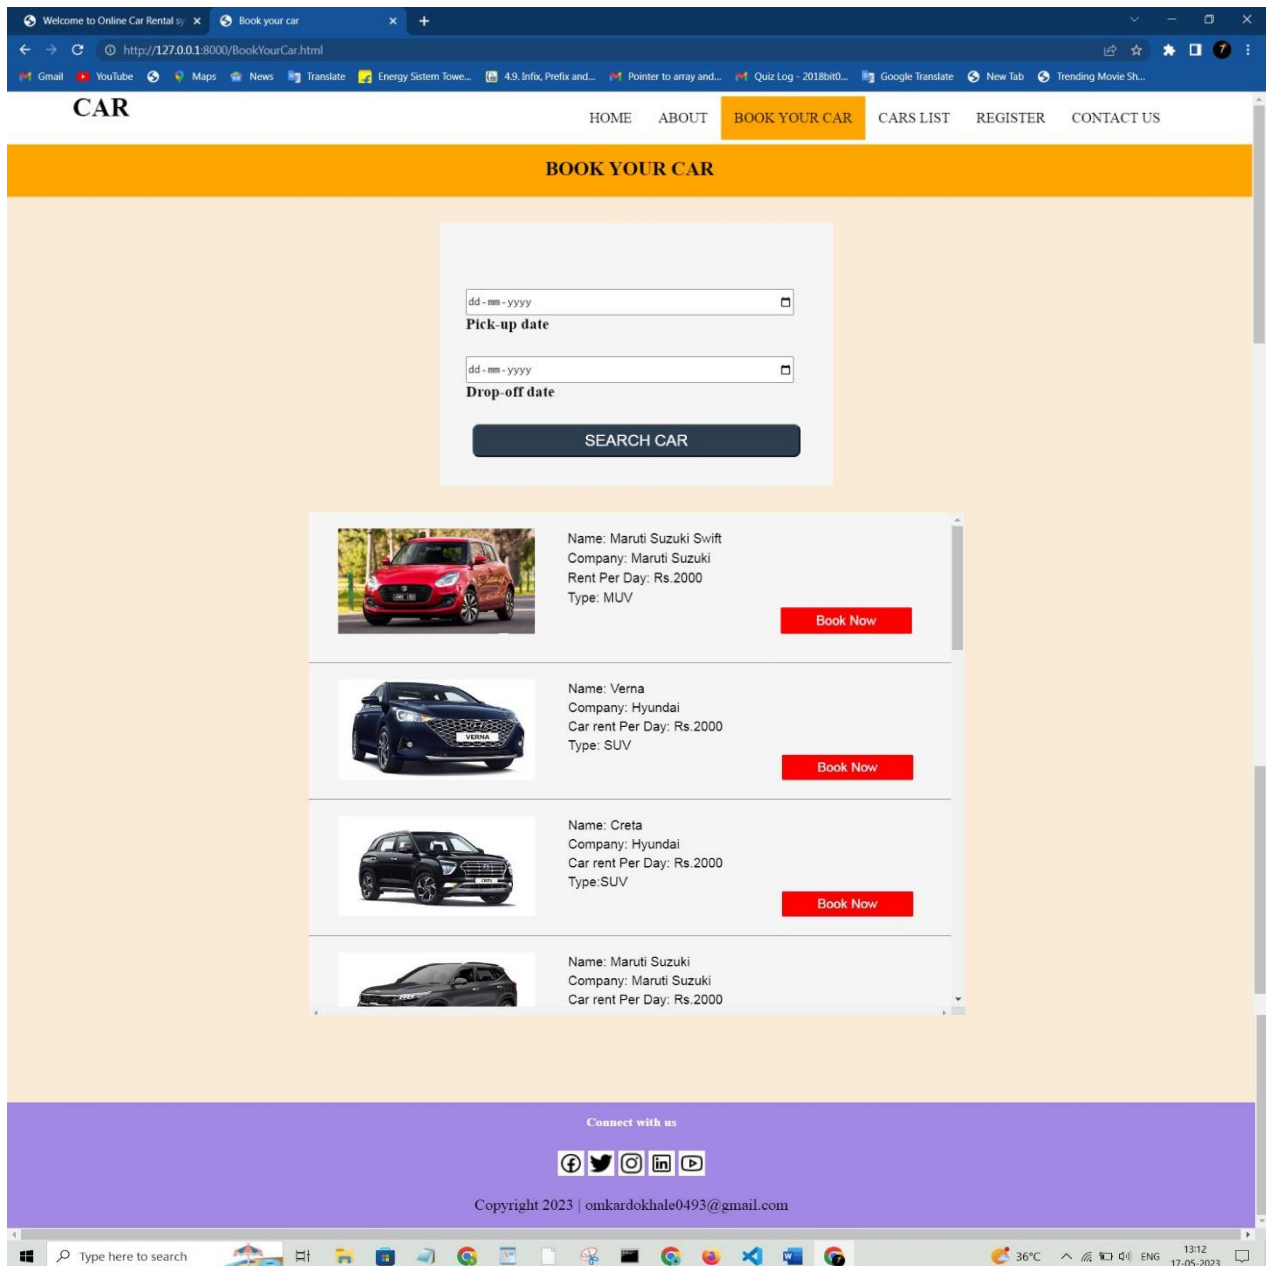 Welcome to Online Car Rental sy
Book your car
http://127.0.0.1:8000/BookYourCar.html
Gmail YouTube Maps News Translate Energy Sistem Towe... 4.9. Infix, Prefix and... Pointer to array and... Quiz Log - 2018bit0... Google Translate New Tab Trending Movie Sh...
CAR
HOME ABOUT BOOK YOUR CAR CARS LIST REGISTER CONTACT US
BOOK YOUR CAR
dd-mm-yyyy
Pick-up date
dd-mm-yyyy
Drop-off date
SEARCH CAR
Name: Maruti Suzuki Swift
Company: Maruti Suzuki
Rent Per Day: Rs.2000
Type: MUV
Book Now
VERNA
Name: Verna
Company: Hyundai
Car rent Per Day: Rs.2000
Type: SUV
Book Now
Name: Creta
Company: Hyundai
Car rent Per Day: Rs.2000
Type:SUV
Book Now
Name: Maruti Suzuki
Company: Maruti Suzuki
Car rent Per Day: Rs.2000
Connect with us
Copyright 2023 | omkardokhale0493@gmail.com
Type here to search
36°C
ENG
13:12
17-05-2023